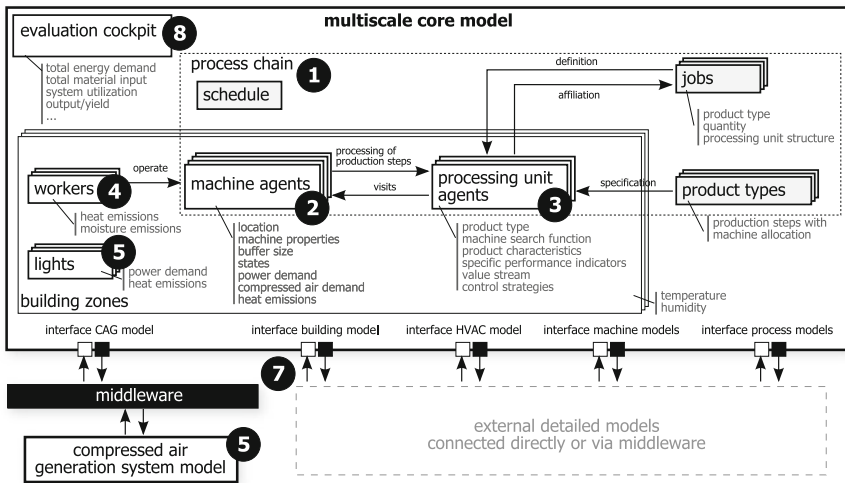 multiscale core model
evaluation cockpit
8
total energy demand
total material input
system utilization
output/yield
...
process chain
1
schedule
definition
affiliation
jobs
product type
quantity
processing unit structure
workers
4
heat emissions
moisture emissions
operate
machine agents
2
location
machine properties
buffer size
states
power demand
compressed air demand
heat emissions
processing of
production steps
visits
processing unit
agents
3
product type
machine search function
product characteristics
specific performance indicators
value stream
control strategies
specification
product types
production steps with
machine allocation
lights
5
power demand
heat emissions
building zones
temperature
humidity
interface CAG model
interface building model
interface HVAC model
interface machine models
interface process models
7
middleware
compressed air
generation system model
5
external detailed models
connected directly or via middleware